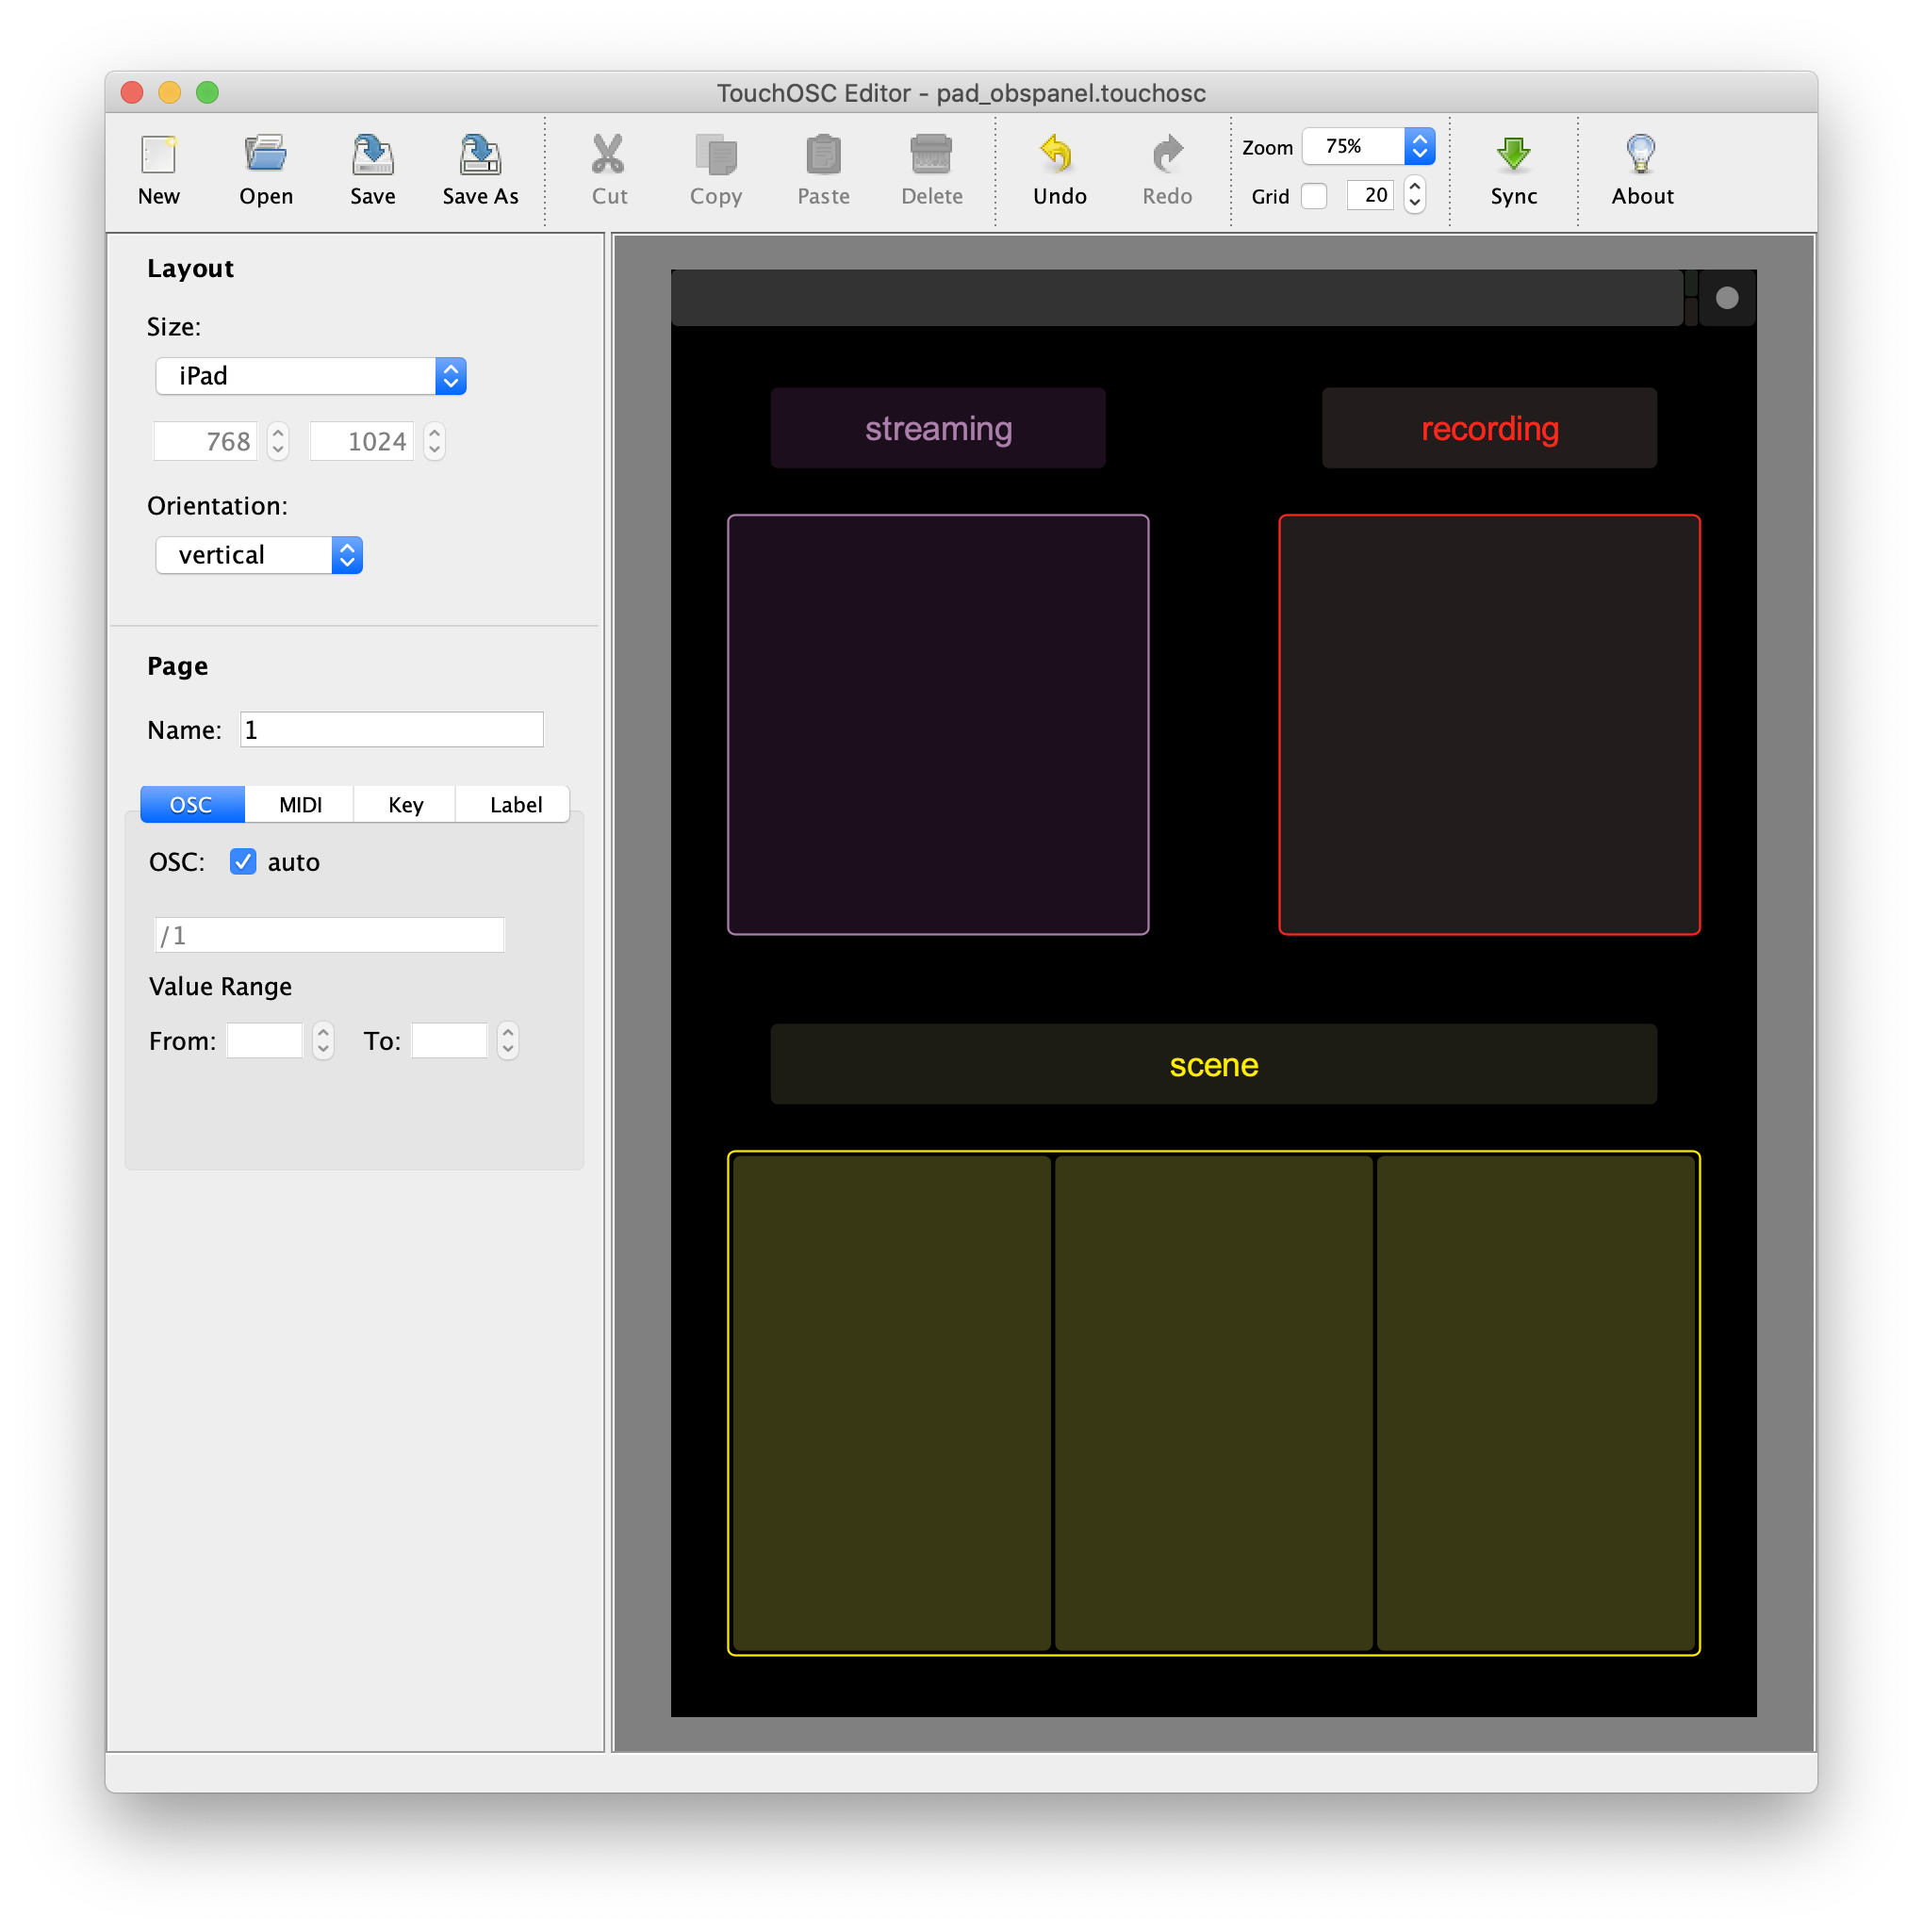 TouchOSC Editor - pad_obspanel.touchosc
New Open Save Save As Cut Copy Paste Delete Undo Redo Zoom 75% Grid 20 Sync About
Layout
Size:
iPad
768 1024
Orientation:
vertical
Page
Name: 1
OSC MIDI Key Label
OSC: auto
/1
Value Range
From: To:
streaming recording
scene